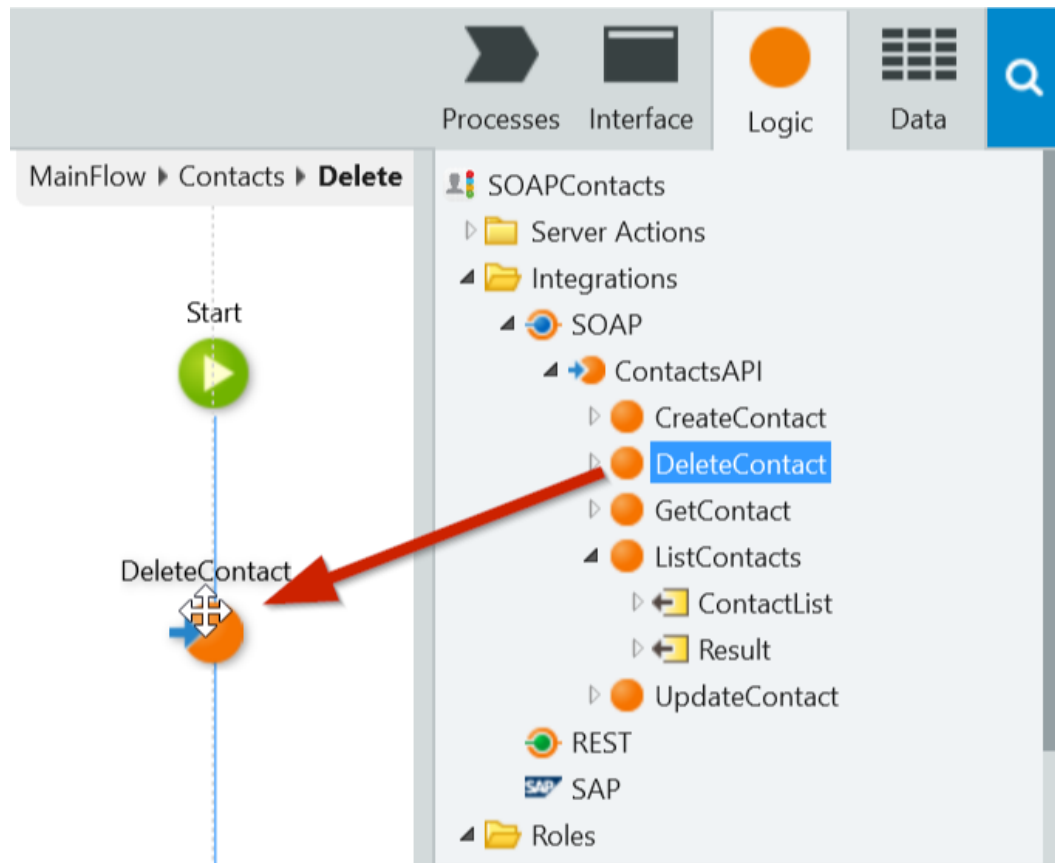 Processes Interface Logic Data
MainFlow Contacts Delete
SOAPContacts
Server Actions
Integrations
Start
SOAP
ContactsAPI
CreateContact
DeleteContact
GetContact
DeleteContact
ListContacts
ContactList
Result
UpdateContact
REST
SAP SAP
Roles